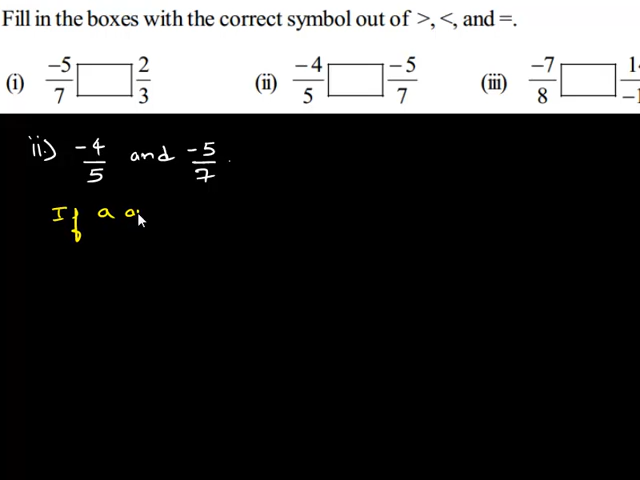 Fill in the boxes with the correct symbol out of >, <, and =.
(i) −5/7 □ 2/3 (ii) −4/5 □ −5/7 (iii) −7/8 □
ii.) −4/5 and −5/7.
If a